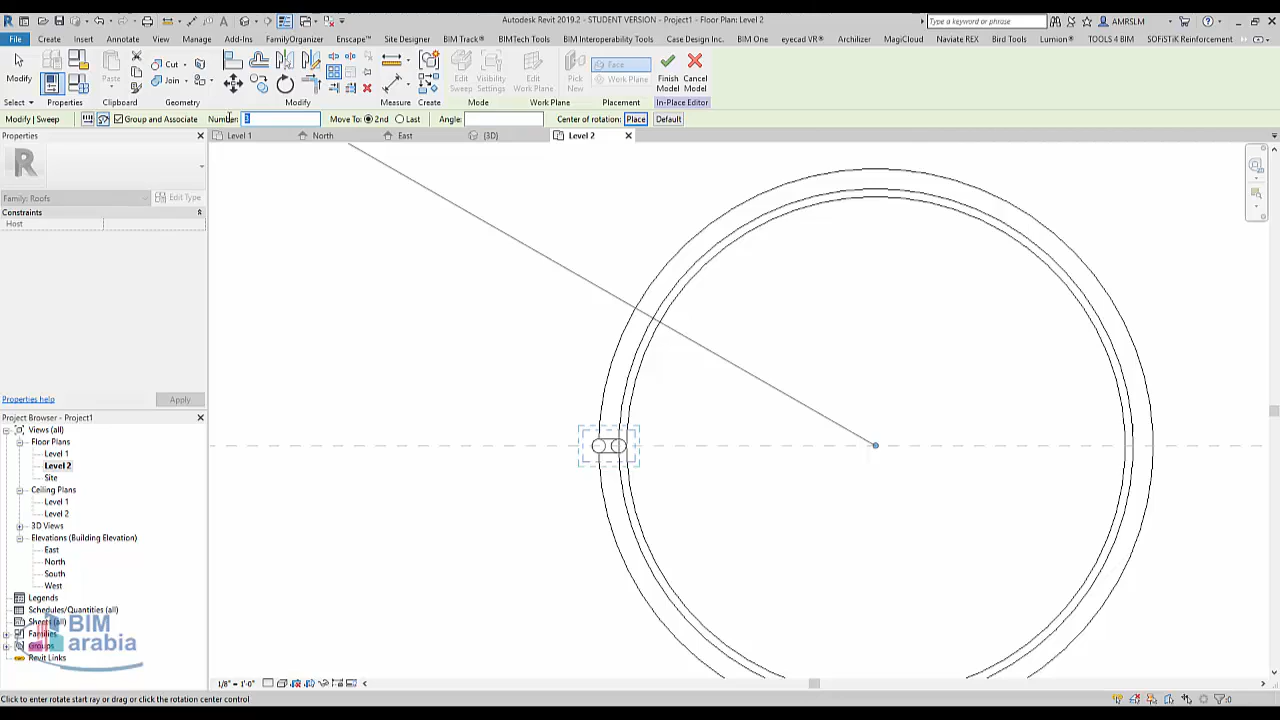 Autodesk Revit 2019.2 - STUDENT VERSION - Project1 - Floor Plan: Level 2
Type a keyword or phrase
AMRSLM
File Create Insert Annotate View Manage Add-Ins FamilyOrganizer Enscape™ Site Designer BIM Track® BIMTech Tools BIM One eyecad VR® Archilizer BIM Interoperability Tools Case Design Inc. MagiCloud Naviate REX Bird Tools Lumion® TOOLS 4 BIM SOFiSTiK Reinforcement
Modify
Paste
Cut
Join
Edit Sweep
Visibility Settings
Edit Work Plane
Pick New
Face
Work Plane
Finish Model
Cancel Model
Select Properties Clipboard Geometry Modify Measure Create Mode Work Plane Placement In-Place Editor
Modify | Sweep Group and Associate Number: Move To: 2nd Last Angle: Center of rotation: Place Default
Properties
Level 1 North East {3D} Level 2
Family: Roofs Edit Type
Constraints
Host
Properties help Apply
Project Browser - Project1
Views (all)
Floor Plans
Level 1
Level 2
Site
Ceiling Plans
Level 1
Level 2
3D Views
Elevations (Building Elevation)
East
North
South
West
Legends
Schedules/Quantities (all)
Sheets (all)
Families
Groups
Revit Links
BIM
arabia
1/8" = 1'-0"
Click to enter rotate start ray or drag or click the rotation center control
:0